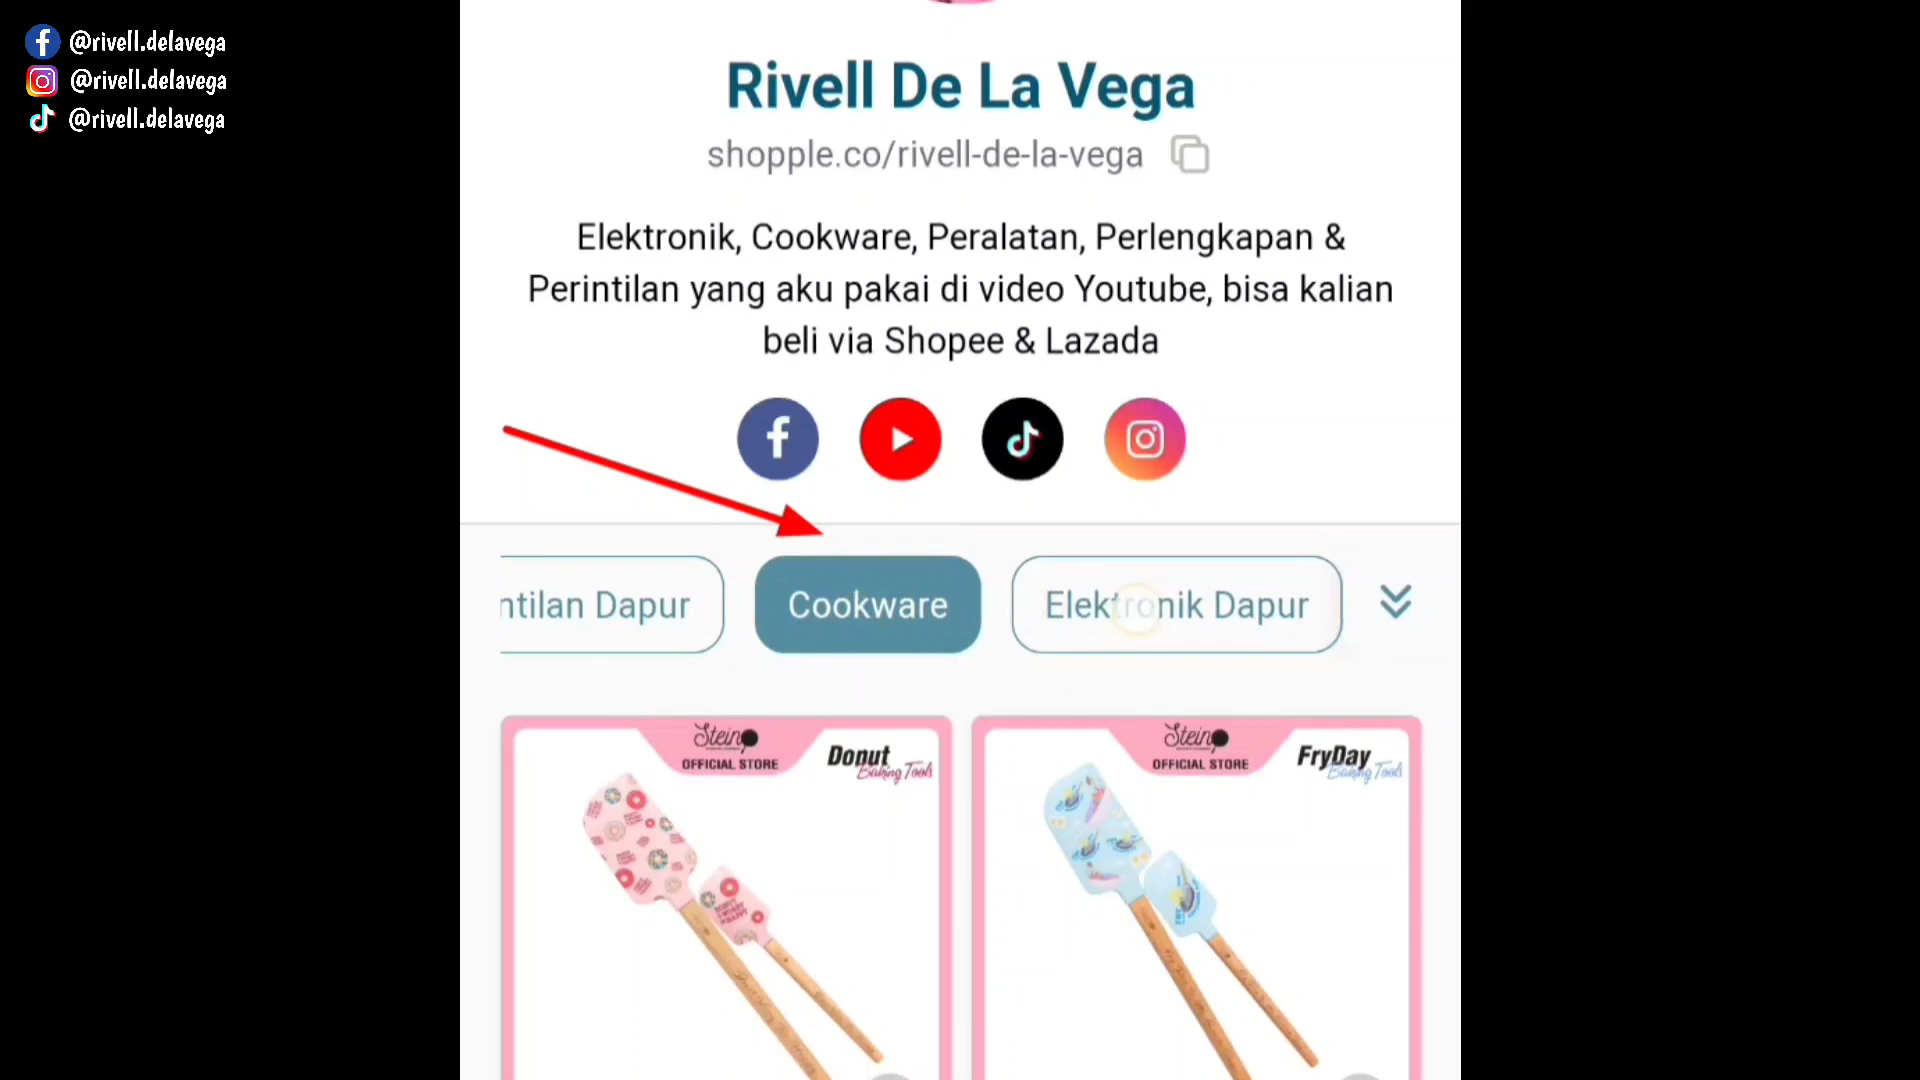 @rivell.delavega
@rivell.delavega
@rivell.delavega
Rivell De La Vega
shopple.co/rivell-de-la-vega
Elektronik, Cookware, Peralatan, Perlengkapan &
Perintilan yang aku pakai di video Youtube, bisa kalian
beli via Shopee & Lazada
ntilan Dapur
Cookware
Elektronik Dapur
Stein
OFFICIAL STORE
Donut
Baking Tools
Stein
OFFICIAL STORE
FryDay
Baking Tools